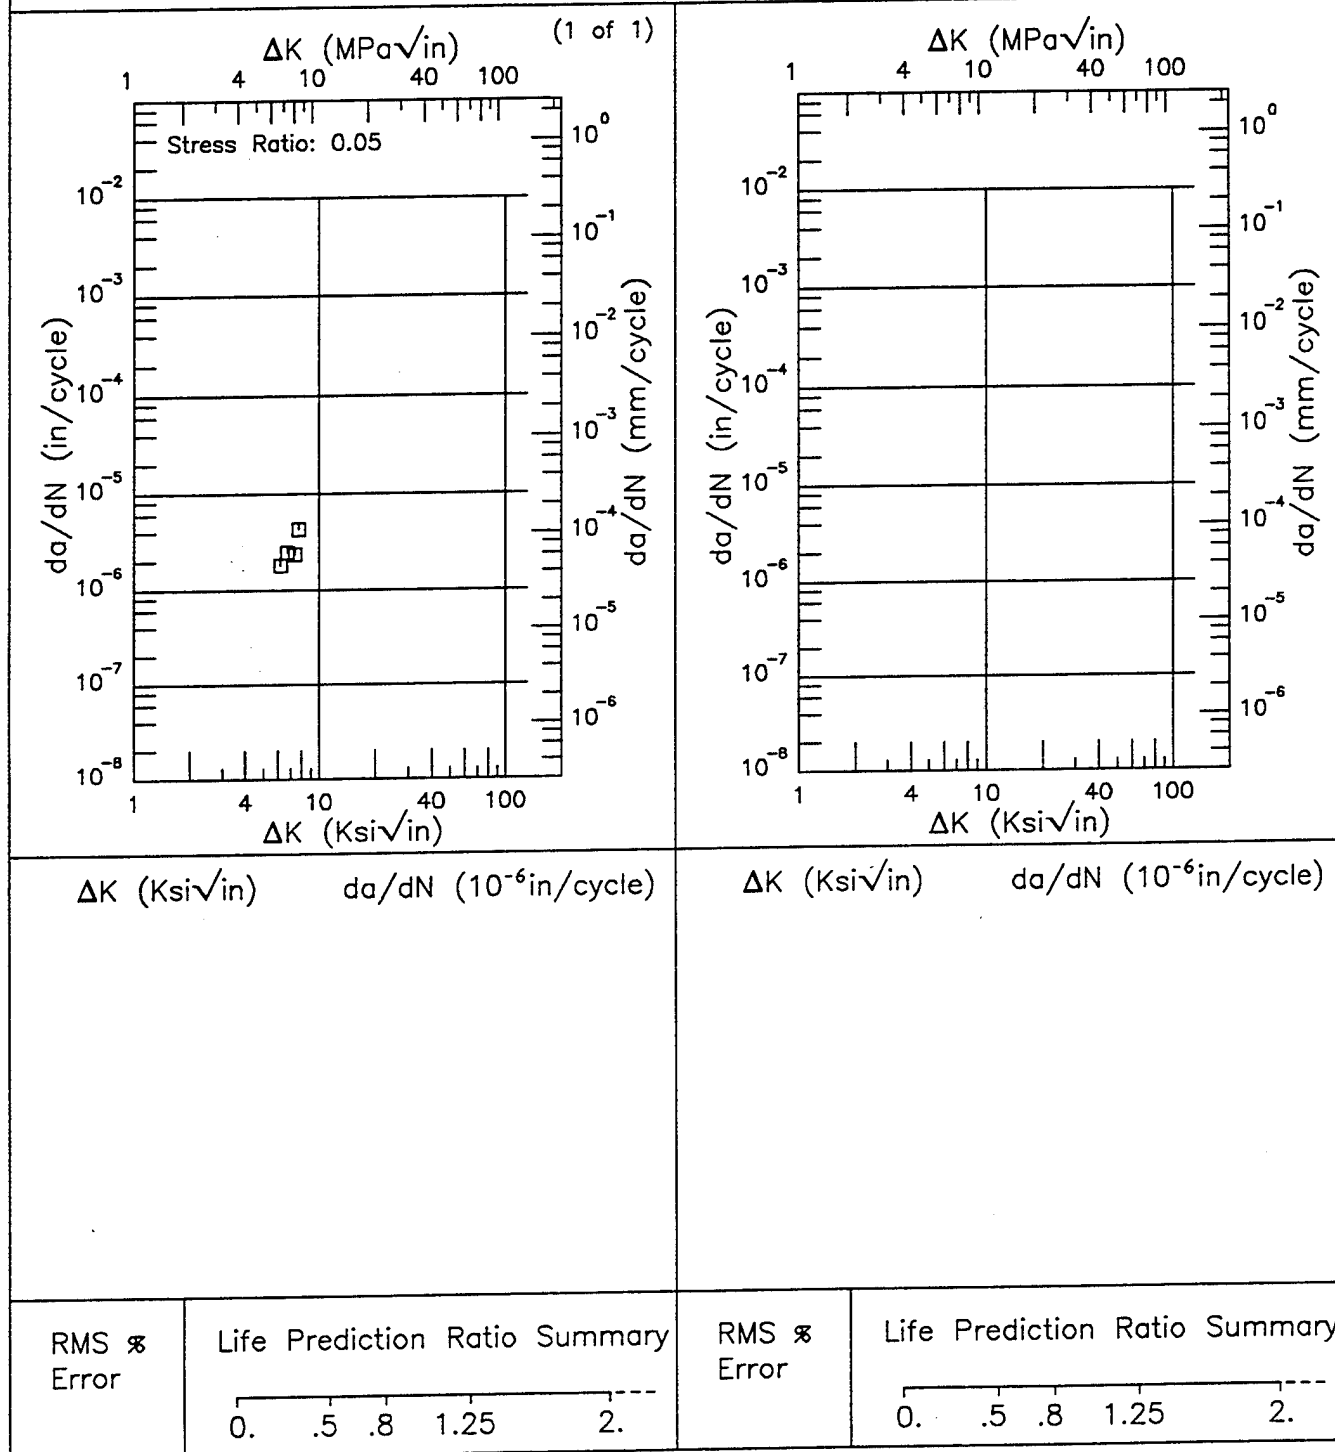 (1 of 1)
ΔK (MPa√in)
1 4 10 40 100
Stress Ratio: 0.05
10⁰
10⁻²
10⁻¹
10⁻³
10⁻²
10⁻⁴
10⁻³
10⁻⁵
10⁻⁴
10⁻⁶
10⁻⁵
10⁻⁷
10⁻⁶
10⁻⁸
da/dN (in/cycle)
da/dN (mm/cycle)
1 4 10 40 100
ΔK (Ksi√in)
ΔK (MPa√in)
1 4 10 40 100
10⁰
10⁻²
10⁻¹
10⁻³
10⁻²
10⁻⁴
10⁻³
10⁻⁵
10⁻⁴
10⁻⁶
10⁻⁵
10⁻⁷
10⁻⁶
10⁻⁸
da/dN (in/cycle)
da/dN (mm/cycle)
1 4 10 40 100
ΔK (Ksi√in)
ΔK (Ksi√in) da/dN (10⁻⁶in/cycle)
ΔK (Ksi√in) da/dN (10⁻⁶in/cycle)
RMS %
Error
Life Prediction Ratio Summary
0. .5 .8 1.25 2.
RMS %
Error
Life Prediction Ratio Summary
0. .5 .8 1.25 2.